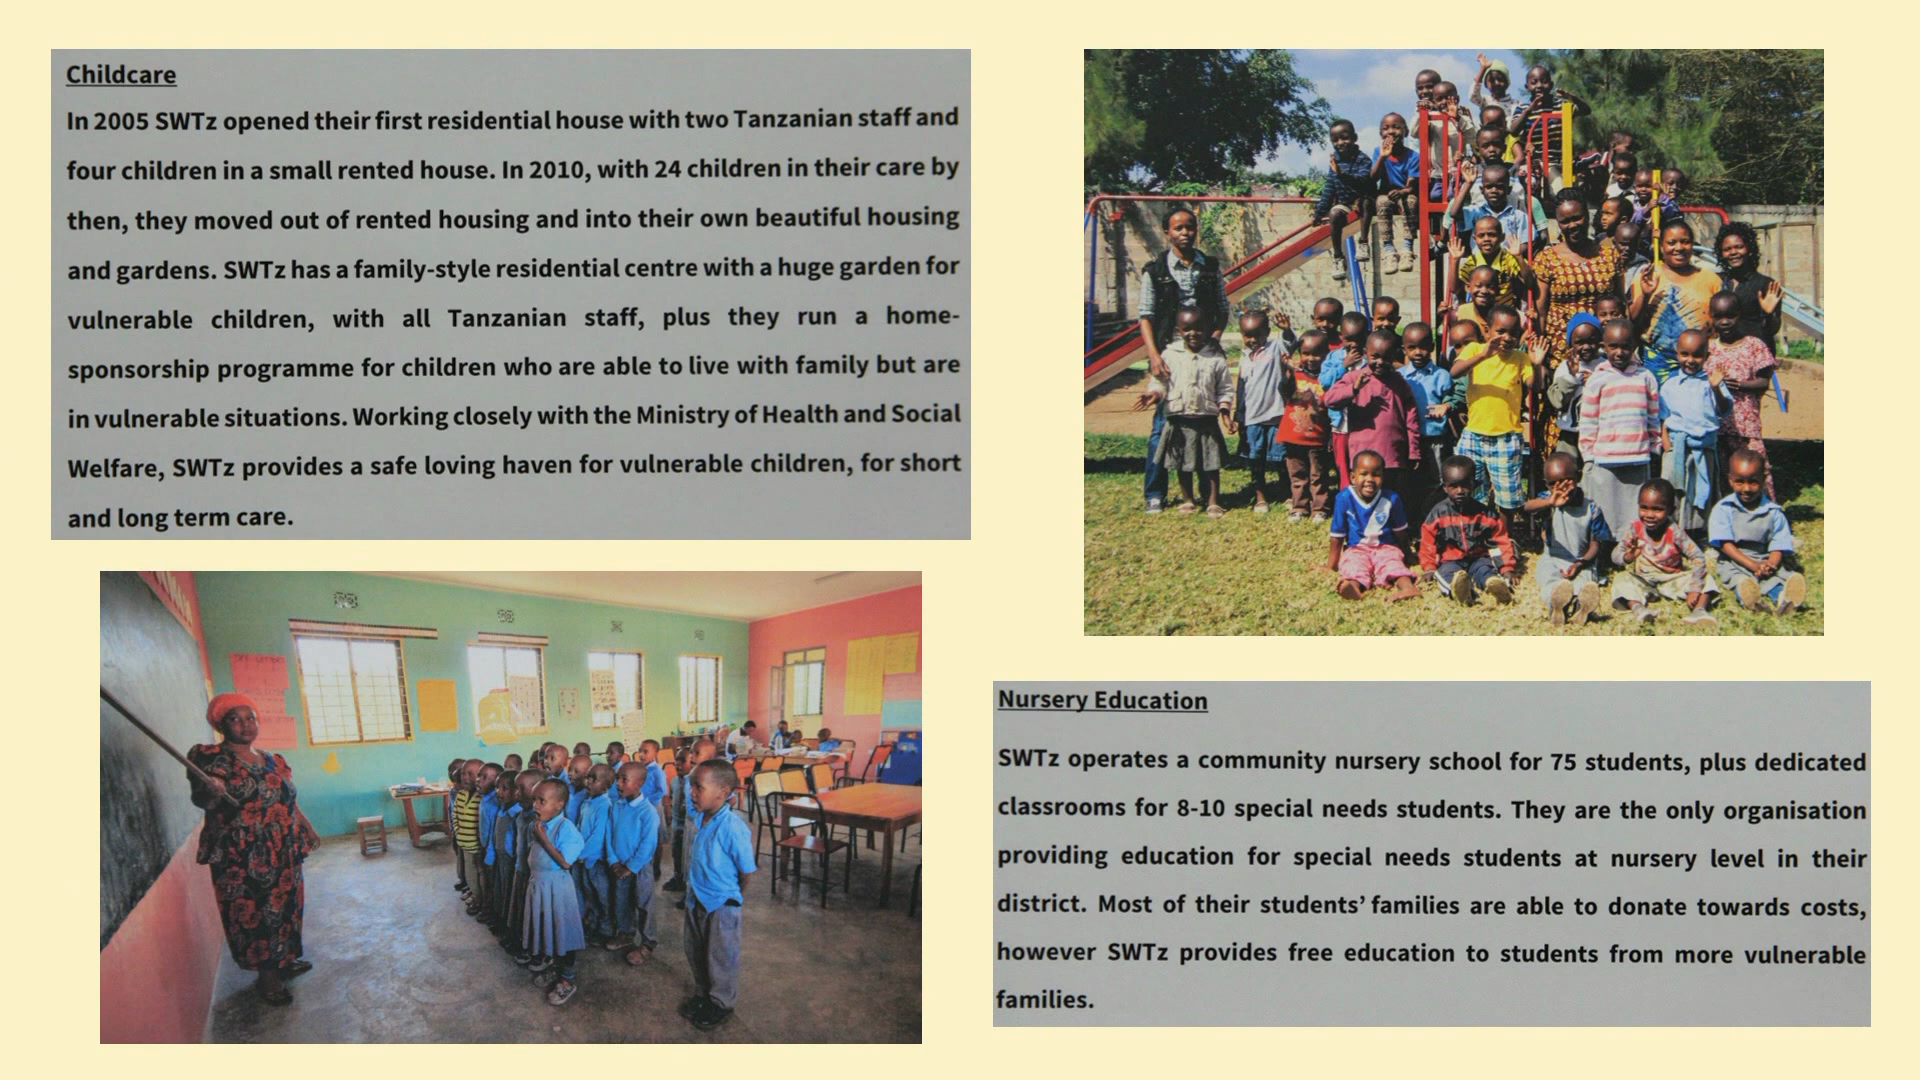 Childcare
In 2005 SWTz opened their first residential house with two Tanzanian staff and
four children in a small rented house. In 2010, with 24 children in their care by
then, they moved out of rented housing and into their own beautiful housing
and gardens. SWTz has a family-style residential centre with a huge garden for
vulnerable children, with all Tanzanian staff, plus they run a home-
sponsorship programme for children who are able to live with family but are
in vulnerable situations. Working closely with the Ministry of Health and Social
Welfare, SWTz provides a safe loving haven for vulnerable children, for short
and long term care.
Nursery Education
SWTz operates a community nursery school for 75 students, plus dedicated
classrooms for 8-10 special needs students. They are the only organisation
providing education for special needs students at nursery level in their
district. Most of their students’ families are able to donate towards costs,
however SWTz provides free education to students from more vulnerable
families.